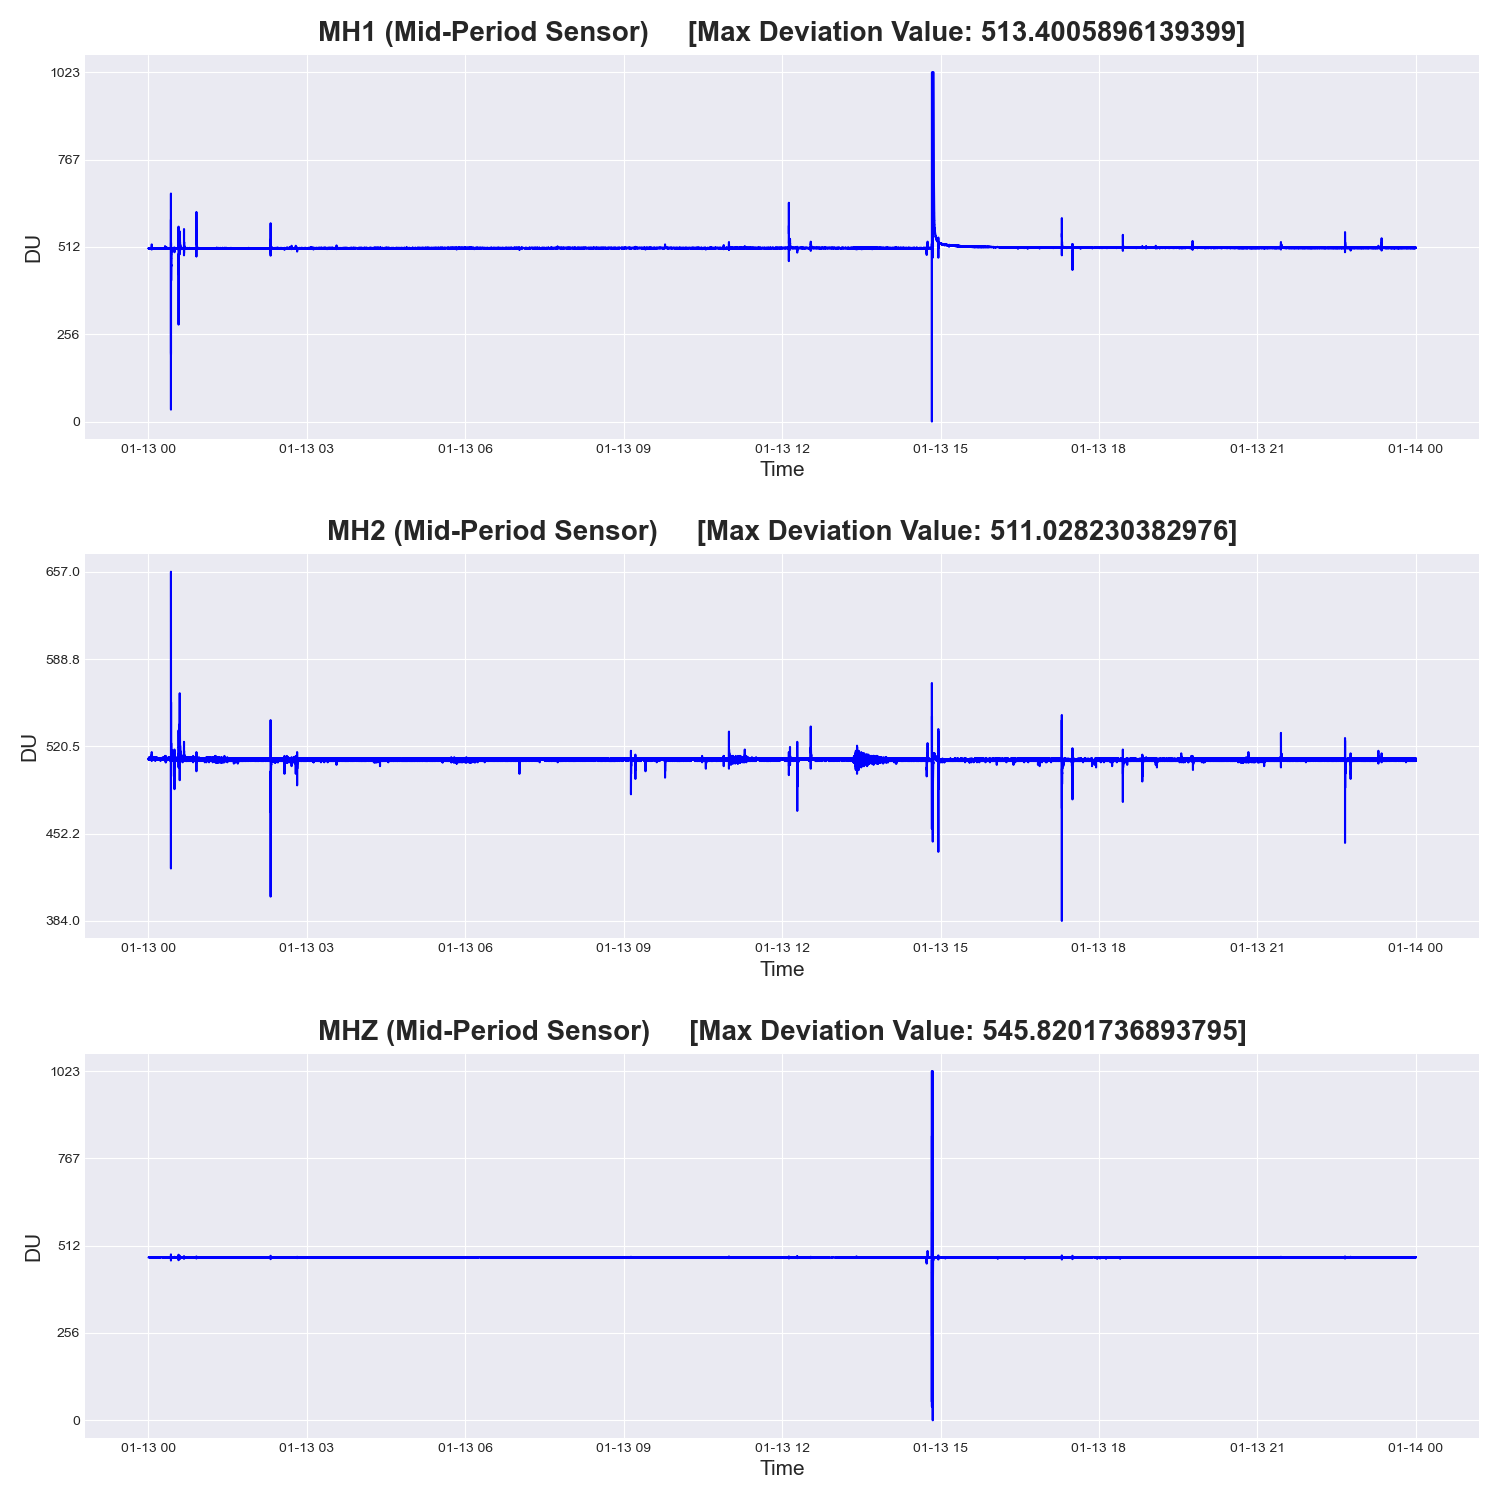 MH1 (Mid-Period Sensor) [Max Deviation Value: 513.4005896139399]
1023
767
512
256
0
DU
01-13 00 01-13 03 01-13 06 01-13 09 01-13 12 01-13 15 01-13 18 01-13 21 01-14 00
Time
MH2 (Mid-Period Sensor) [Max Deviation Value: 511.028230382976]
657.0
588.8
520.5
452.2
384.0
DU
01-13 00 01-13 03 01-13 06 01-13 09 01-13 12 01-13 15 01-13 18 01-13 21 01-14 00
Time
MHZ (Mid-Period Sensor) [Max Deviation Value: 545.8201736893795]
1023
767
512
256
0
DU
01-13 00 01-13 03 01-13 06 01-13 09 01-13 12 01-13 15 01-13 18 01-13 21 01-14 00
Time